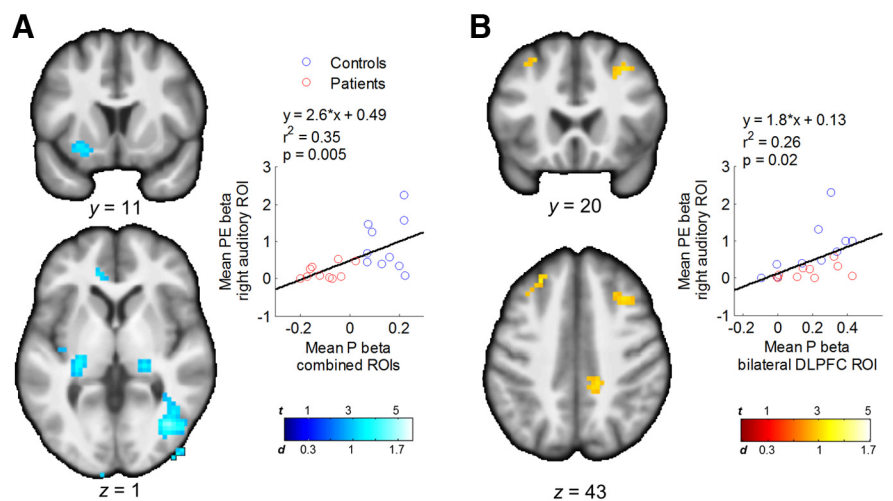 A
B
Controls
Patients
y = 2.6*x + 0.49
r² = 0.35
p = 0.005
y = 11
3
2
1
0
-1
Mean PE beta
right auditory ROI
-0.2
0
0.2
Mean P beta
combined ROIs
t
1
3
5
d
0.3
1
1.7
z = 1
y = 20
y = 1.8*x + 0.13
r² = 0.26
p = 0.02
3
2
1
0
-1
Mean PE beta
right auditory ROI
-0.2
0
0.2
0.4
Mean P beta
bilateral DLPFC ROI
t
1
3
5
d
0.3
1
1.7
z = 43